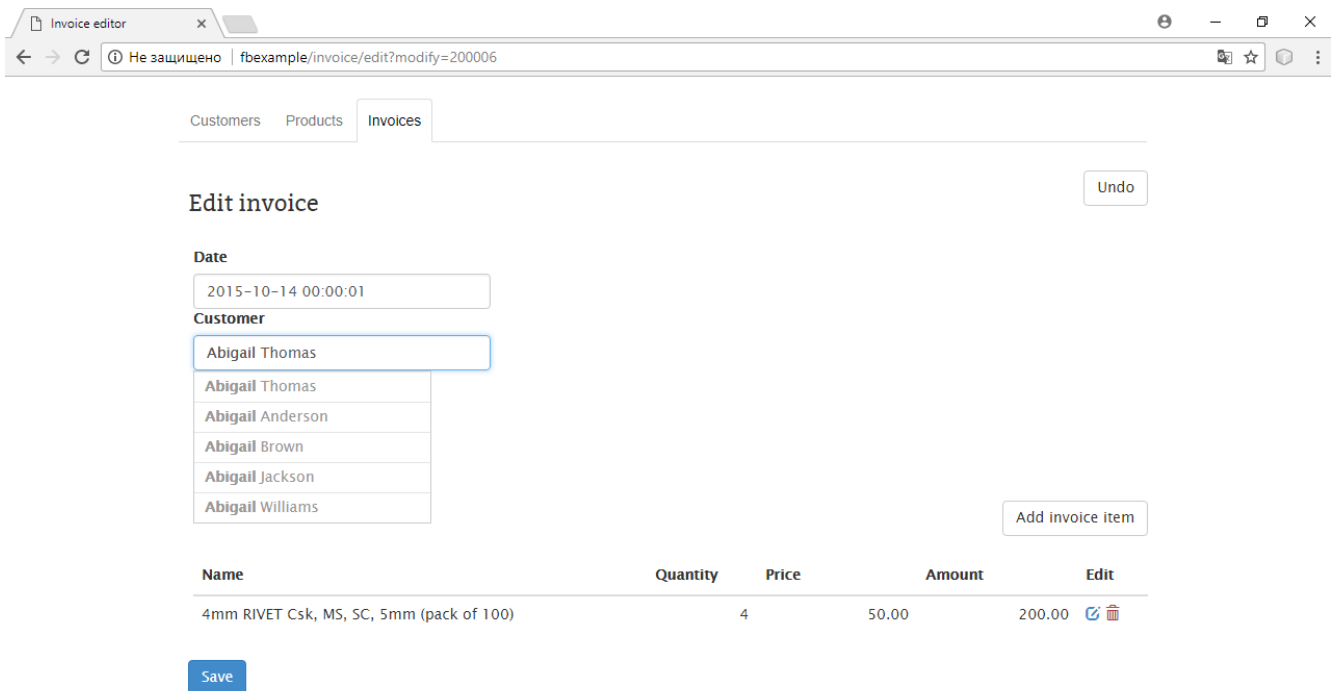 Invoice editor
Не защищено | fbexample/invoice/edit?modify=200006
Customers Products Invoices
Edit invoice
Undo
Date
2015-10-14 00:00:01
Customer
Abigail Thomas
Abigail Thomas
Abigail Anderson
Abigail Brown
Abigail Jackson
Abigail Williams
Add invoice item
Name Quantity Price Amount Edit
4mm RIVET Csk, MS, SC, 5mm (pack of 100) 4 50.00 200.00
Save